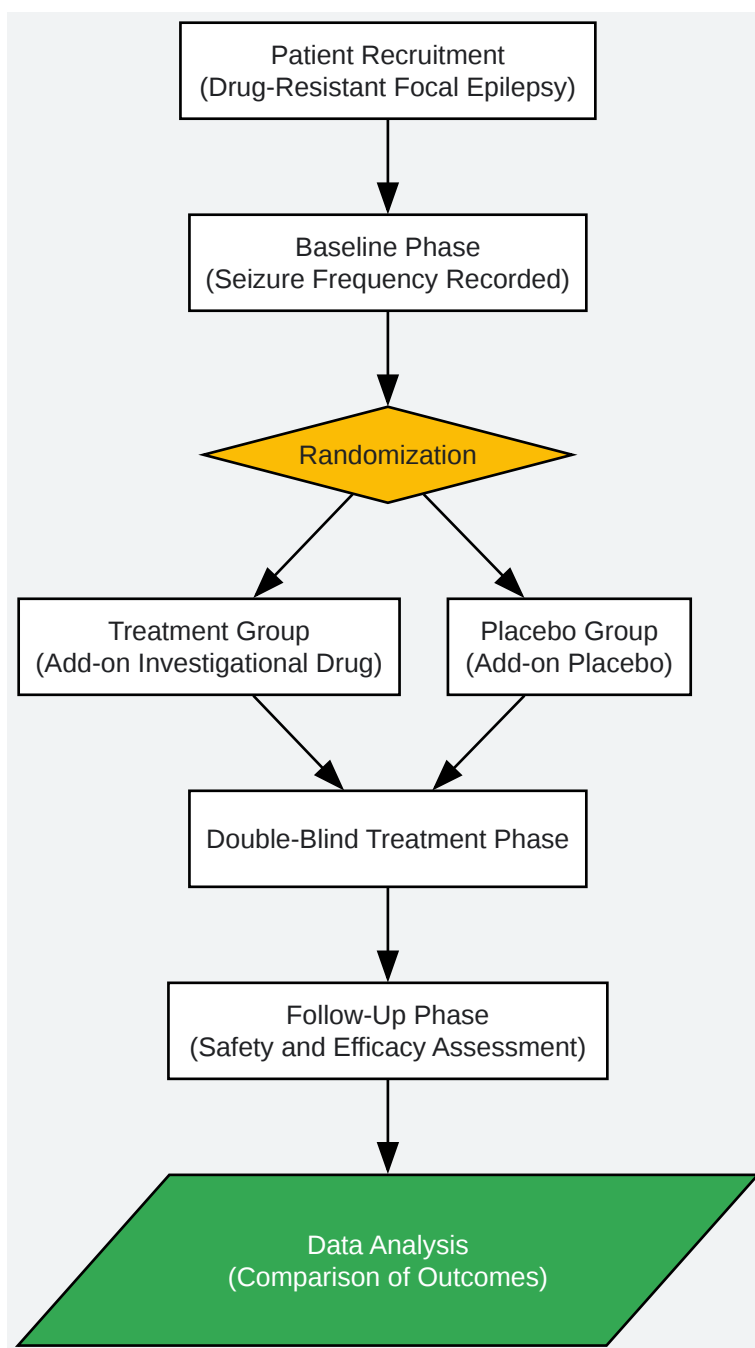 Patient Recruitment
(Drug-Resistant Focal Epilepsy)
Baseline Phase
(Seizure Frequency Recorded)
Randomization
Treatment Group
(Add-on Investigational Drug)
Placebo Group
(Add-on Placebo)
Double-Blind Treatment Phase
Follow-Up Phase
(Safety and Efficacy Assessment)
Data Analysis
(Comparison of Outcomes)